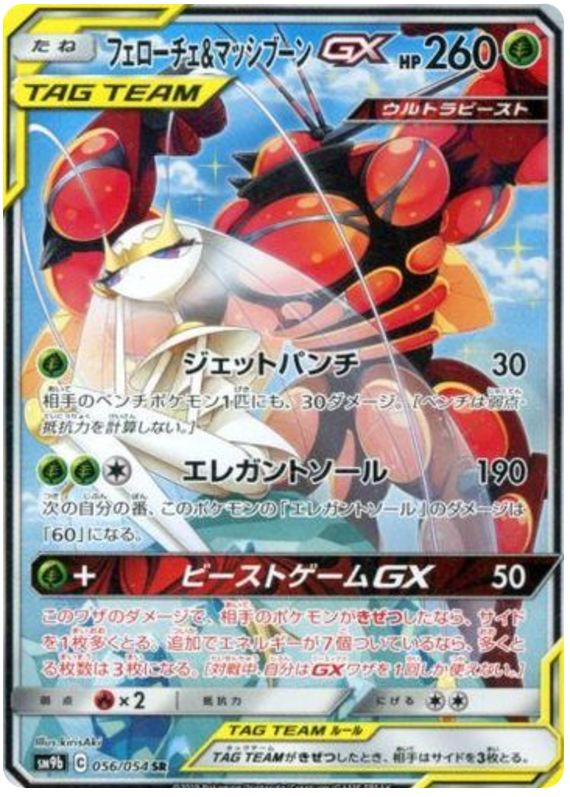 たね フェローチェ&マッシブーンGX HP260
TAG TEAM
ウルトラビースト
ジェットパンチ 30
相手のベンチポケモン1匹にも、30ダメージ。[ベンチは弱点・
抵抗力を計算しない。]
エレガントソール 190
次の自分の番、このポケモンの「エレガントソール」のダメージは
「60」になる。
+ ビーストゲームGX 50
このワザのダメージで、相手のポケモンがきぜつしたなら、サイド
を1枚多くとる。追加でエネルギーが7個ついているなら、多くと
る枚数は3枚になる。[対戦中、自分はGXワザを1回しか使えない。]
弱点 ×2 抵抗力 にげる
Illus. kirisAki
TAG TEAM ルール
TAG TEAMがきぜつしたとき、相手はサイドを3枚とる。
sm9b C 056/054 SR